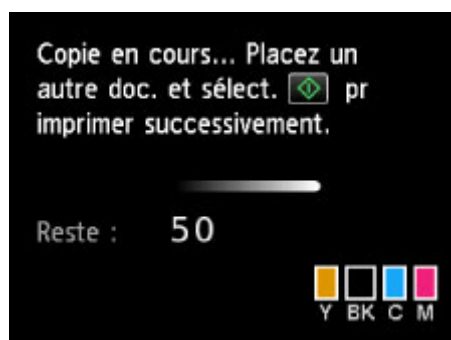 Copie en cours... Placez un
autre doc. et sélect. pr
imprimer successivement.
Reste : 50
Y BK C M